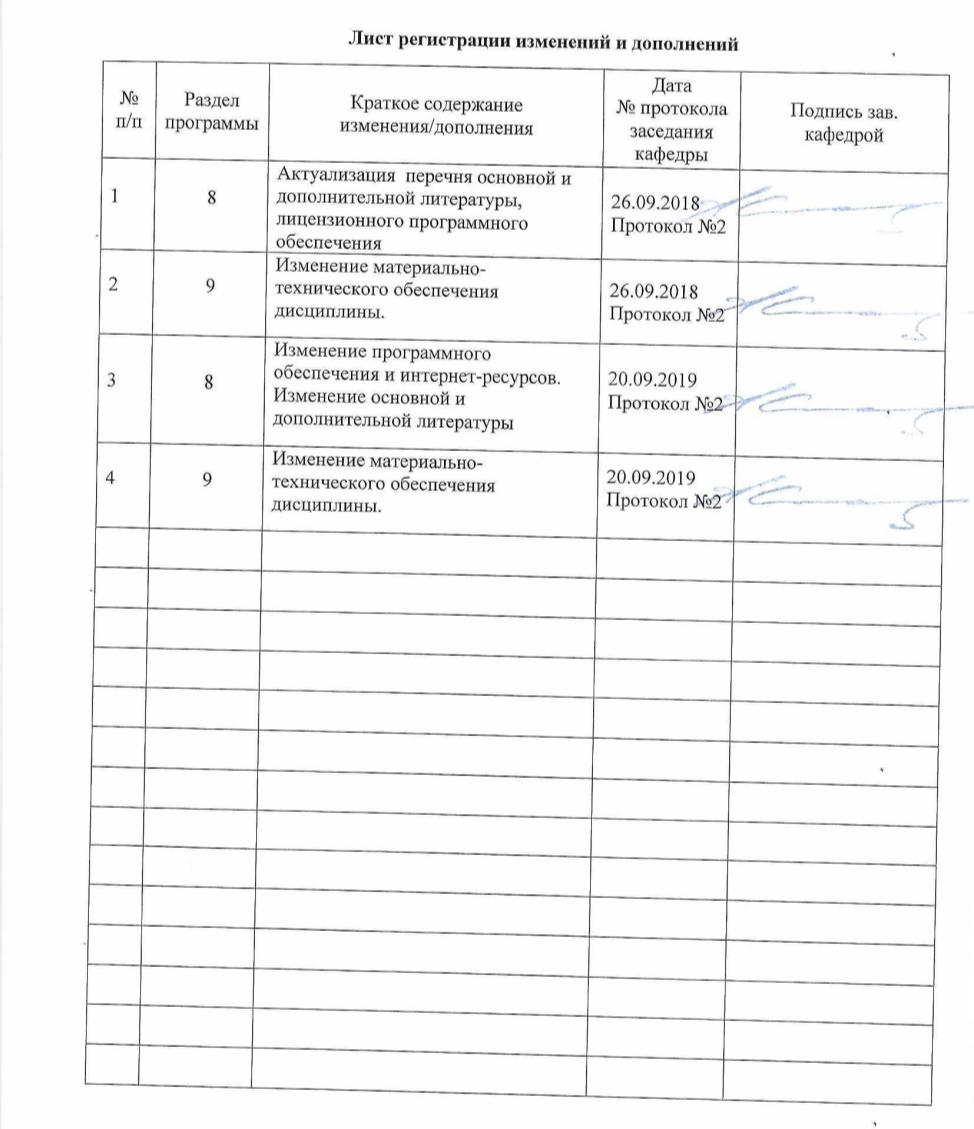 Лист регистрации изменений и дополнений
№
п/п
Раздел
программы
Краткое содержание
изменения/дополнения
Дата
№ протокола
заседания
кафедры
Подпись зав.
кафедрой
1
8
Актуализация перечня основной и
дополнительной литературы,
лицензионного программного
обеспечения
26.09.2018
Протокол №2
2
9
Изменение материально-
технического обеспечения
дисциплины.
26.09.2018
Протокол №2
3
8
Изменение программного
обеспечения и интернет-ресурсов.
Изменение основной и
дополнительной литературы
20.09.2019
Протокол №2
4
9
Изменение материально-
технического обеспечения
дисциплины.
20.09.2019
Протокол №2